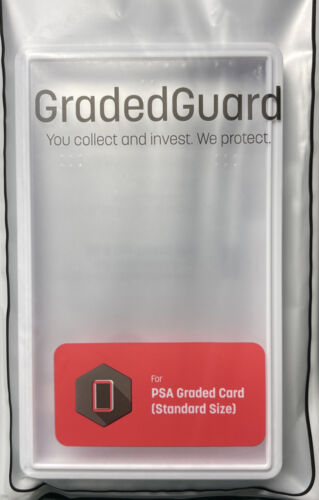 GradedGuard
You collect and invest. We protect.
For
PSA Graded Card
(Standard Size)